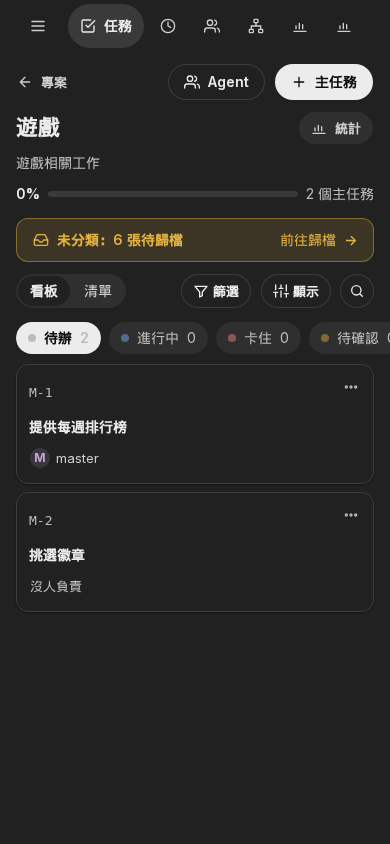 任務
專案
Agent
主任務
遊戲
統計
遊戲相關工作
0%
2 個主任務
未分類: 6 張待歸檔
前往歸檔
看板
清單
篩選
顯示
待辦 2
進行中 0
卡住 0
待確認
M-1
提供每週排行榜
M master
M-2
挑選徽章
沒人負責